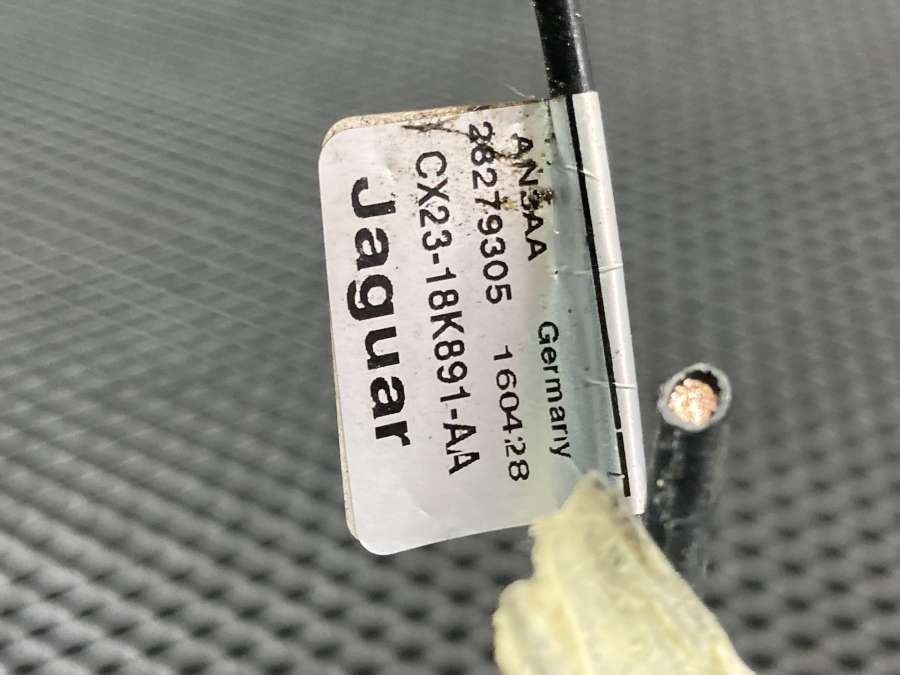 AN3AA Germany
28279305 160428
CX23-18K891-AA
Jaguar